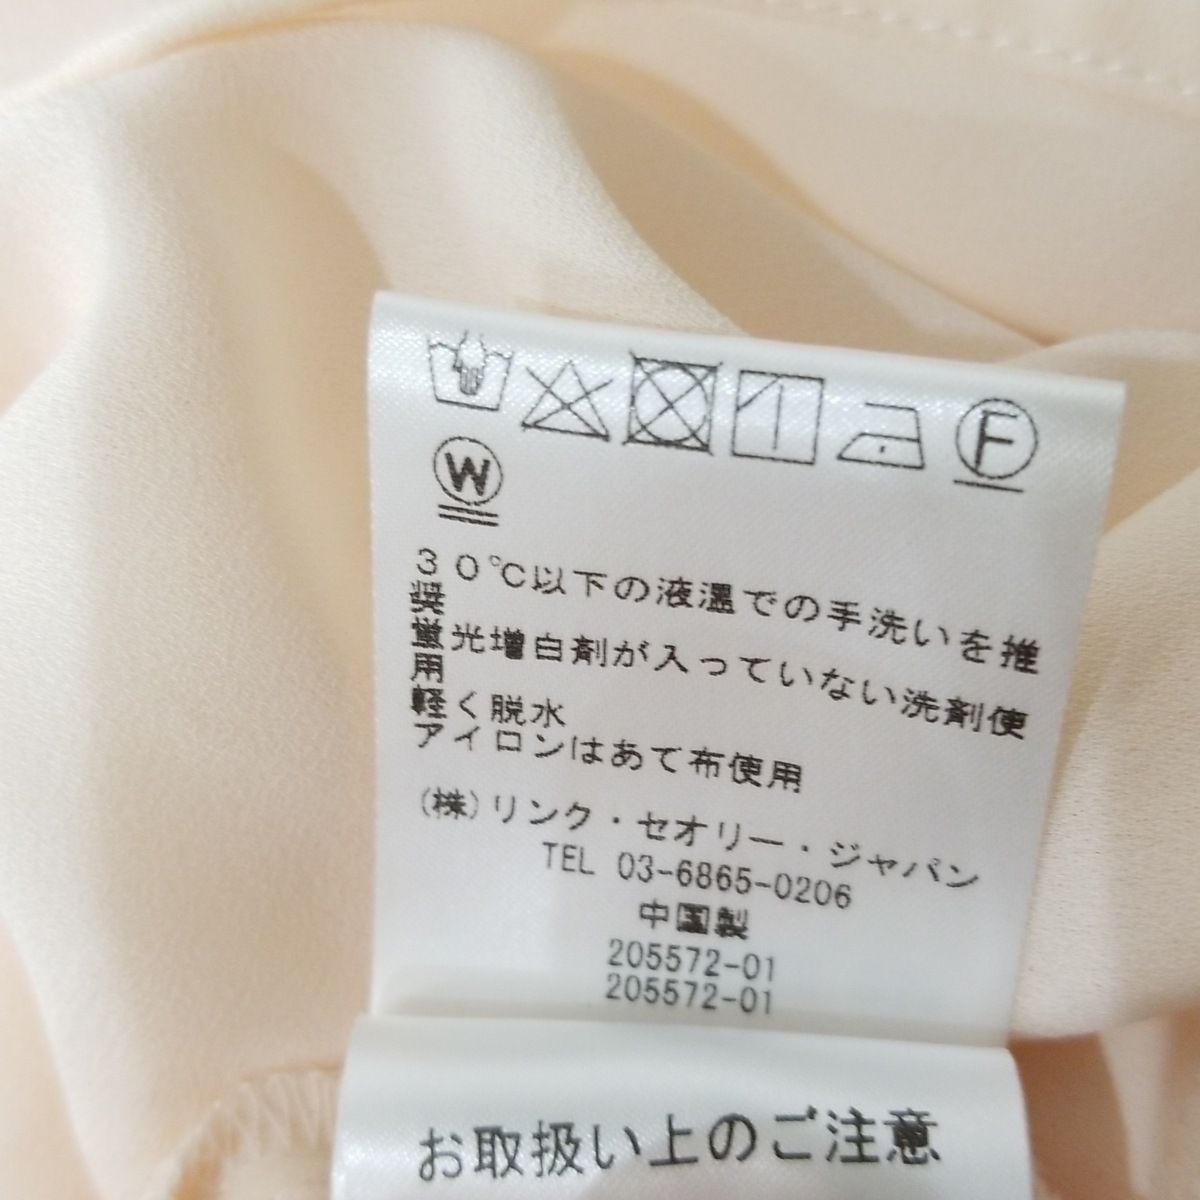 F
W
30℃以下の液温での手洗いを推
奨
蛍光増白剤が入っていない洗剤使
用
軽く脱水
アイロンはあて布使用
(株)リンク・セオリー・ジャパン
TEL 03-6865-0206
中国製
205572-01
205572-01
お取扱い上のご注意